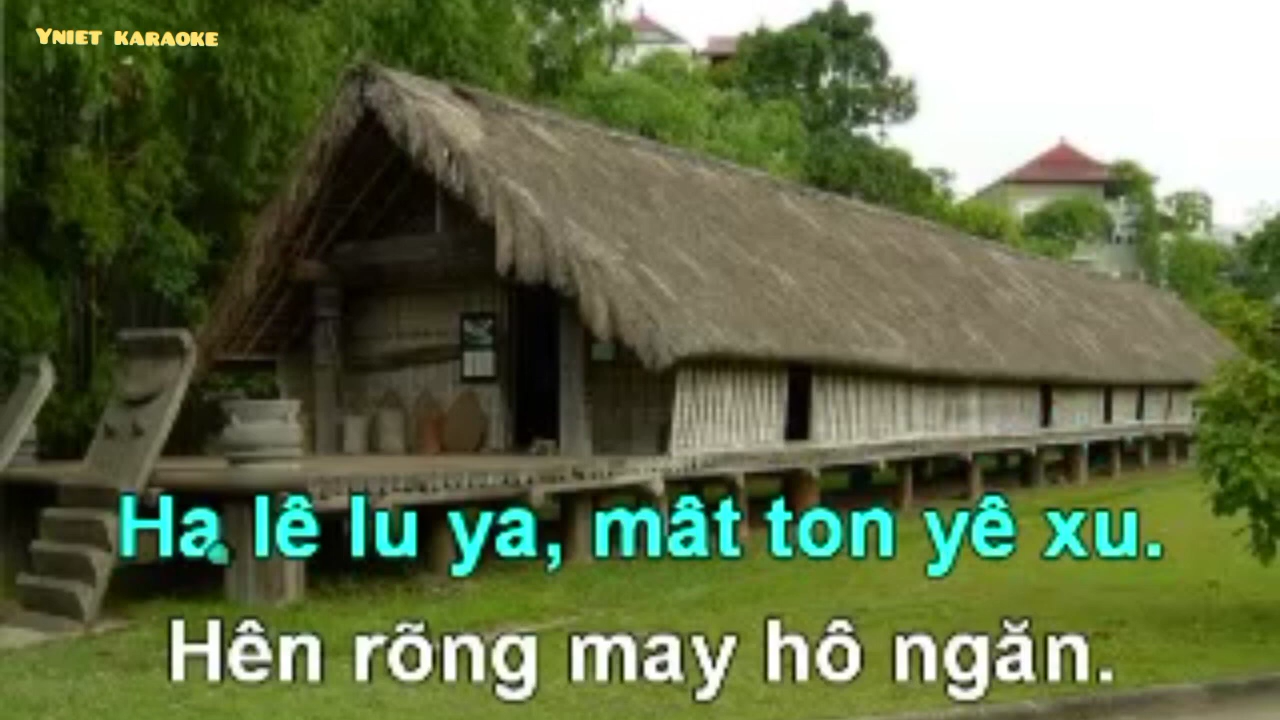 YNIET KARAOKE
Ha lê lu ya, mât ton yê xu.
Hên rõng may hô ngăn.